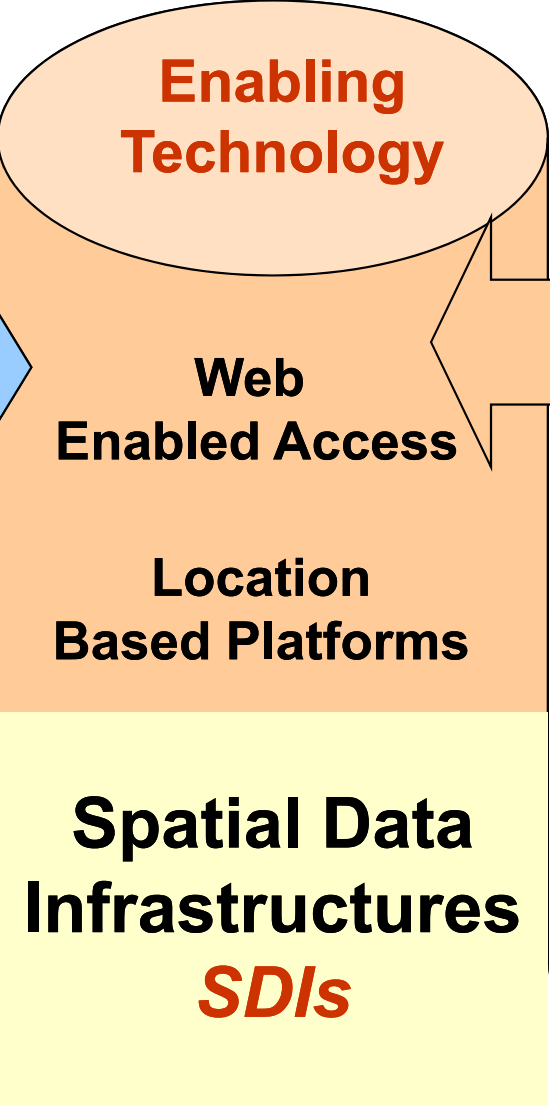 Enabling
Technology
Web
Enabled Access
Location
Based Platforms
Spatial Data
Infrastructures
SDIs